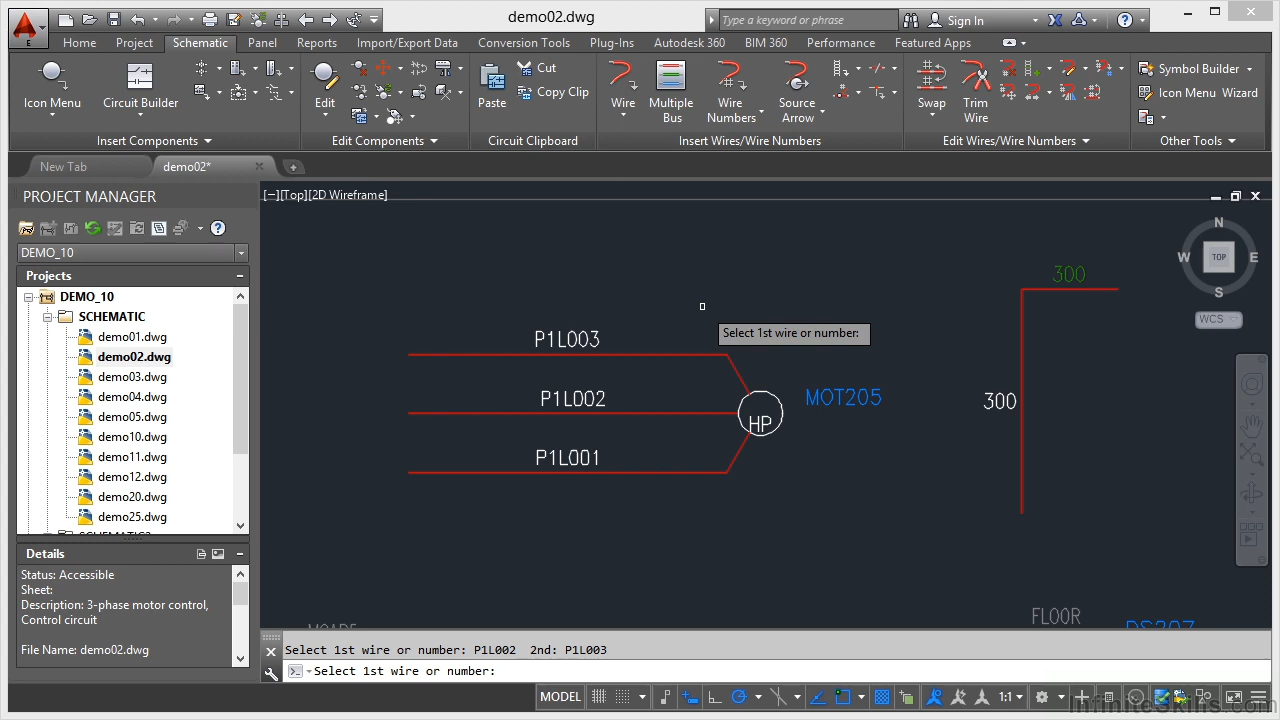 demo02.dwg
Type a keyword or phrase
Sign In
E
Home Project Schematic Panel Reports Import/Export Data Conversion Tools Plug-Ins Autodesk 360 BIM 360 Performance Featured Apps
Icon Menu
Circuit Builder
Insert Components
Edit
Edit Components
Paste
Cut
Copy Clip
Circuit Clipboard
Wire
Multiple Bus
Wire Numbers
Source Arrow
Insert Wires/Wire Numbers
Swap
Trim Wire
Edit Wires/Wire Numbers
Symbol Builder
Icon Menu Wizard
Other Tools
New Tab
demo02*
PROJECT MANAGER
DEMO_10
Projects
DEMO_10
SCHEMATIC
demo01.dwg
demo02.dwg
demo03.dwg
demo04.dwg
demo05.dwg
demo10.dwg
demo11.dwg
demo12.dwg
demo20.dwg
demo25.dwg
Details
Status: Accessible
Sheet:
Description: 3-phase motor control,
Control circuit
File Name: demo02.dwg
[−][Top][2D Wireframe]
N
W TOP E
S
WCS
300
Select 1st wire or number:
P1L003
P1L002
MOT205
300
HP
P1L001
FLOOR
Select 1st wire or number: P1L002 2nd: P1L003
Select 1st wire or number:
MODEL
1:1
InfiniteSkills.com